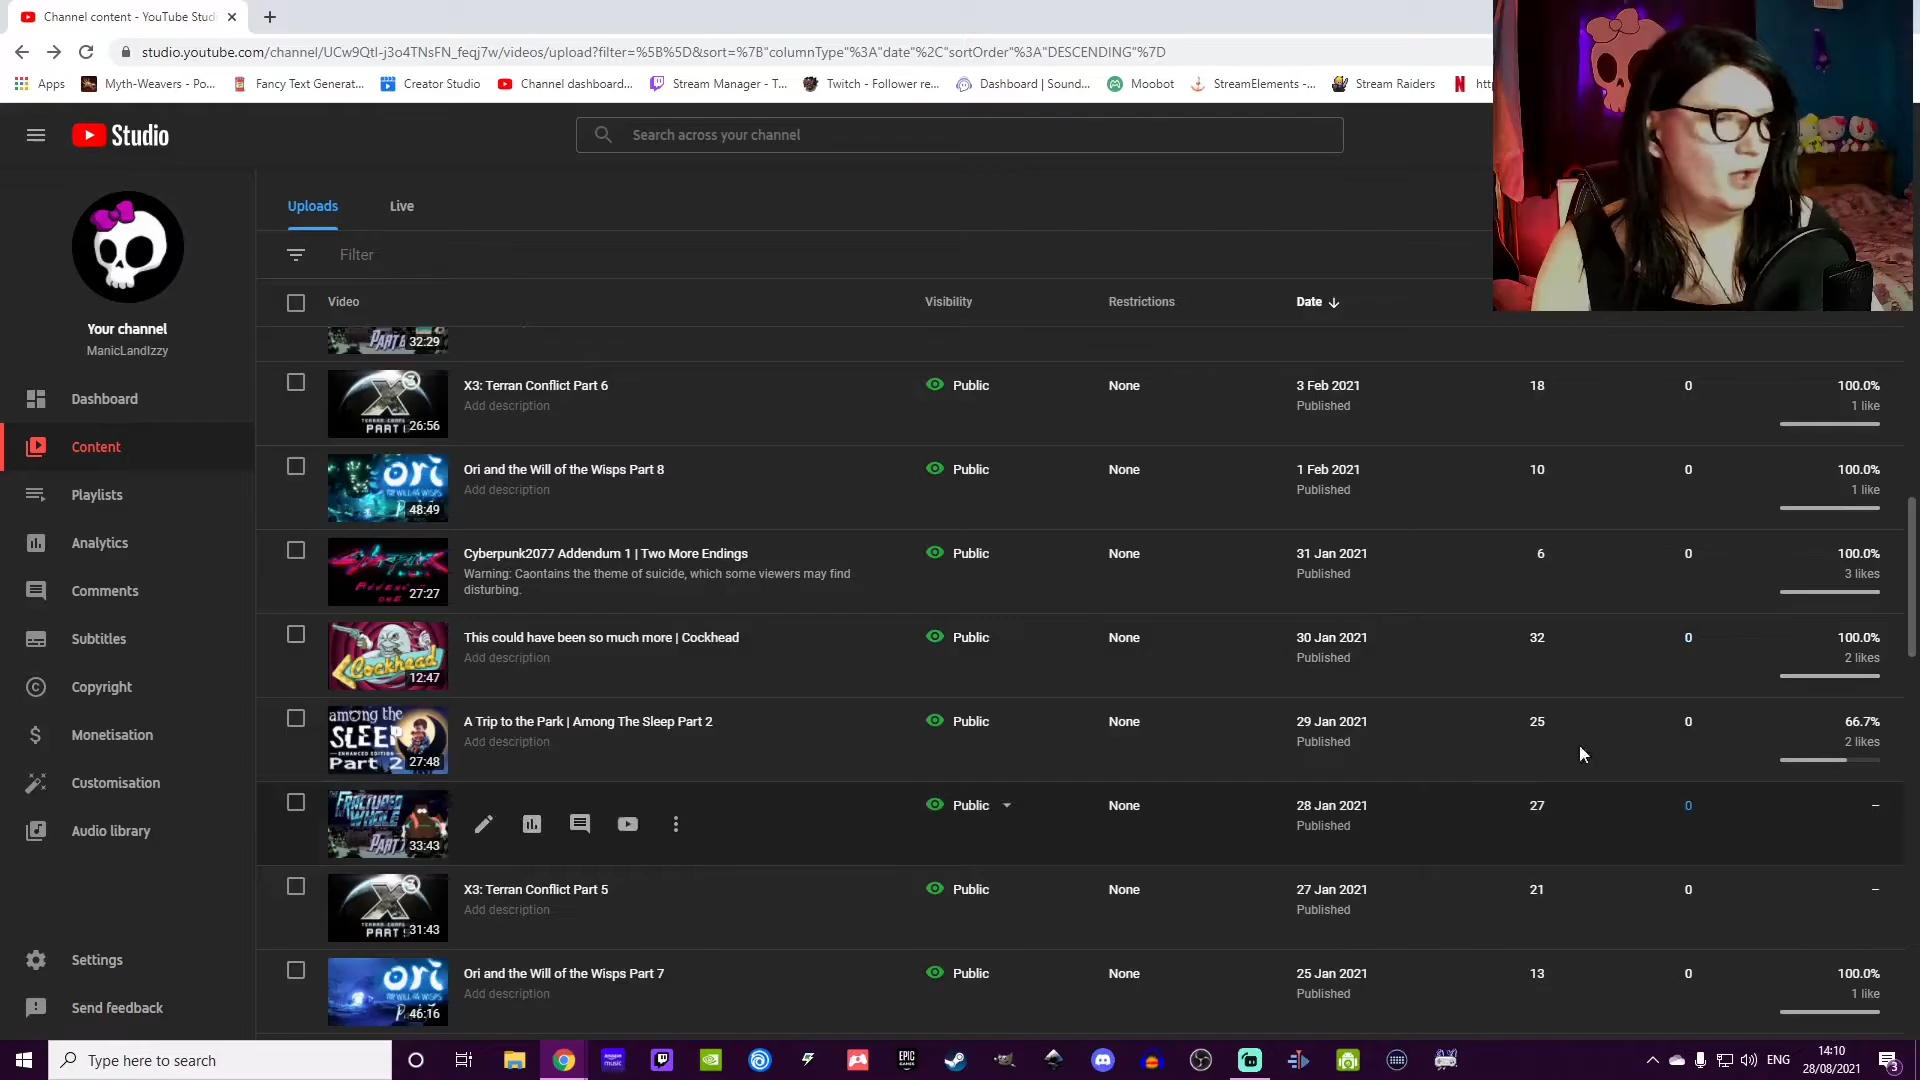 Channel content - YouTube Stud
studio.youtube.com/channel/UCw9QtI-j3o4TNsFN_feqj7w/videos/upload?filter=%5B%5D&sort=%7B"columnType"%3A"date"%2C"sortOrder"%3A"DESCENDING"%7D
Apps Myth-Weavers - Po... Fancy Text Generat... Creator Studio Channel dashboard... Stream Manager - T... Twitch - Follower re... Dashboard | Sound... Moobot StreamElements -... Stream Raiders
Studio
Search across your channel
Uploads Live
Filter
Your channel
ManicLandIzzy
Dashboard
Content
Playlists
Analytics
Comments
Subtitles
Copyright
Monetisation
Customisation
Audio library
Settings
Send feedback
Video Visibility Restrictions Date
32:29
X3: Terran Conflict Part 6 Public None 3 Feb 2021 18 0 100.0%
Add description Published 1 like
26:56
Ori and the Will of the Wisps Part 8 Public None 1 Feb 2021 10 0 100.0%
Add description Published 1 like
48:49
Cyberpunk2077 Addendum 1 | Two More Endings Public None 31 Jan 2021 6 0 100.0%
Warning: Caontains the theme of suicide, which some viewers may find Published 3 likes
disturbing.
27:27
This could have been so much more | Cockhead Public None 30 Jan 2021 32 0 100.0%
Add description Published 2 likes
Cockhead
12:47
A Trip to the Park | Among The Sleep Part 2 Public None 29 Jan 2021 25 0 66.7%
Add description Published 2 likes
among the
SLEEP
ENHANCED EDITION
Part 2 27:48
Public None 28 Jan 2021 27 0 –
Published
33:43
X3: Terran Conflict Part 5 Public None 27 Jan 2021 21 0 –
Add description Published
31:43
Ori and the Will of the Wisps Part 7 Public None 25 Jan 2021 13 0 100.0%
Add description Published 1 like
46:16
Type here to search
ENG
14:10
28/08/2021
3